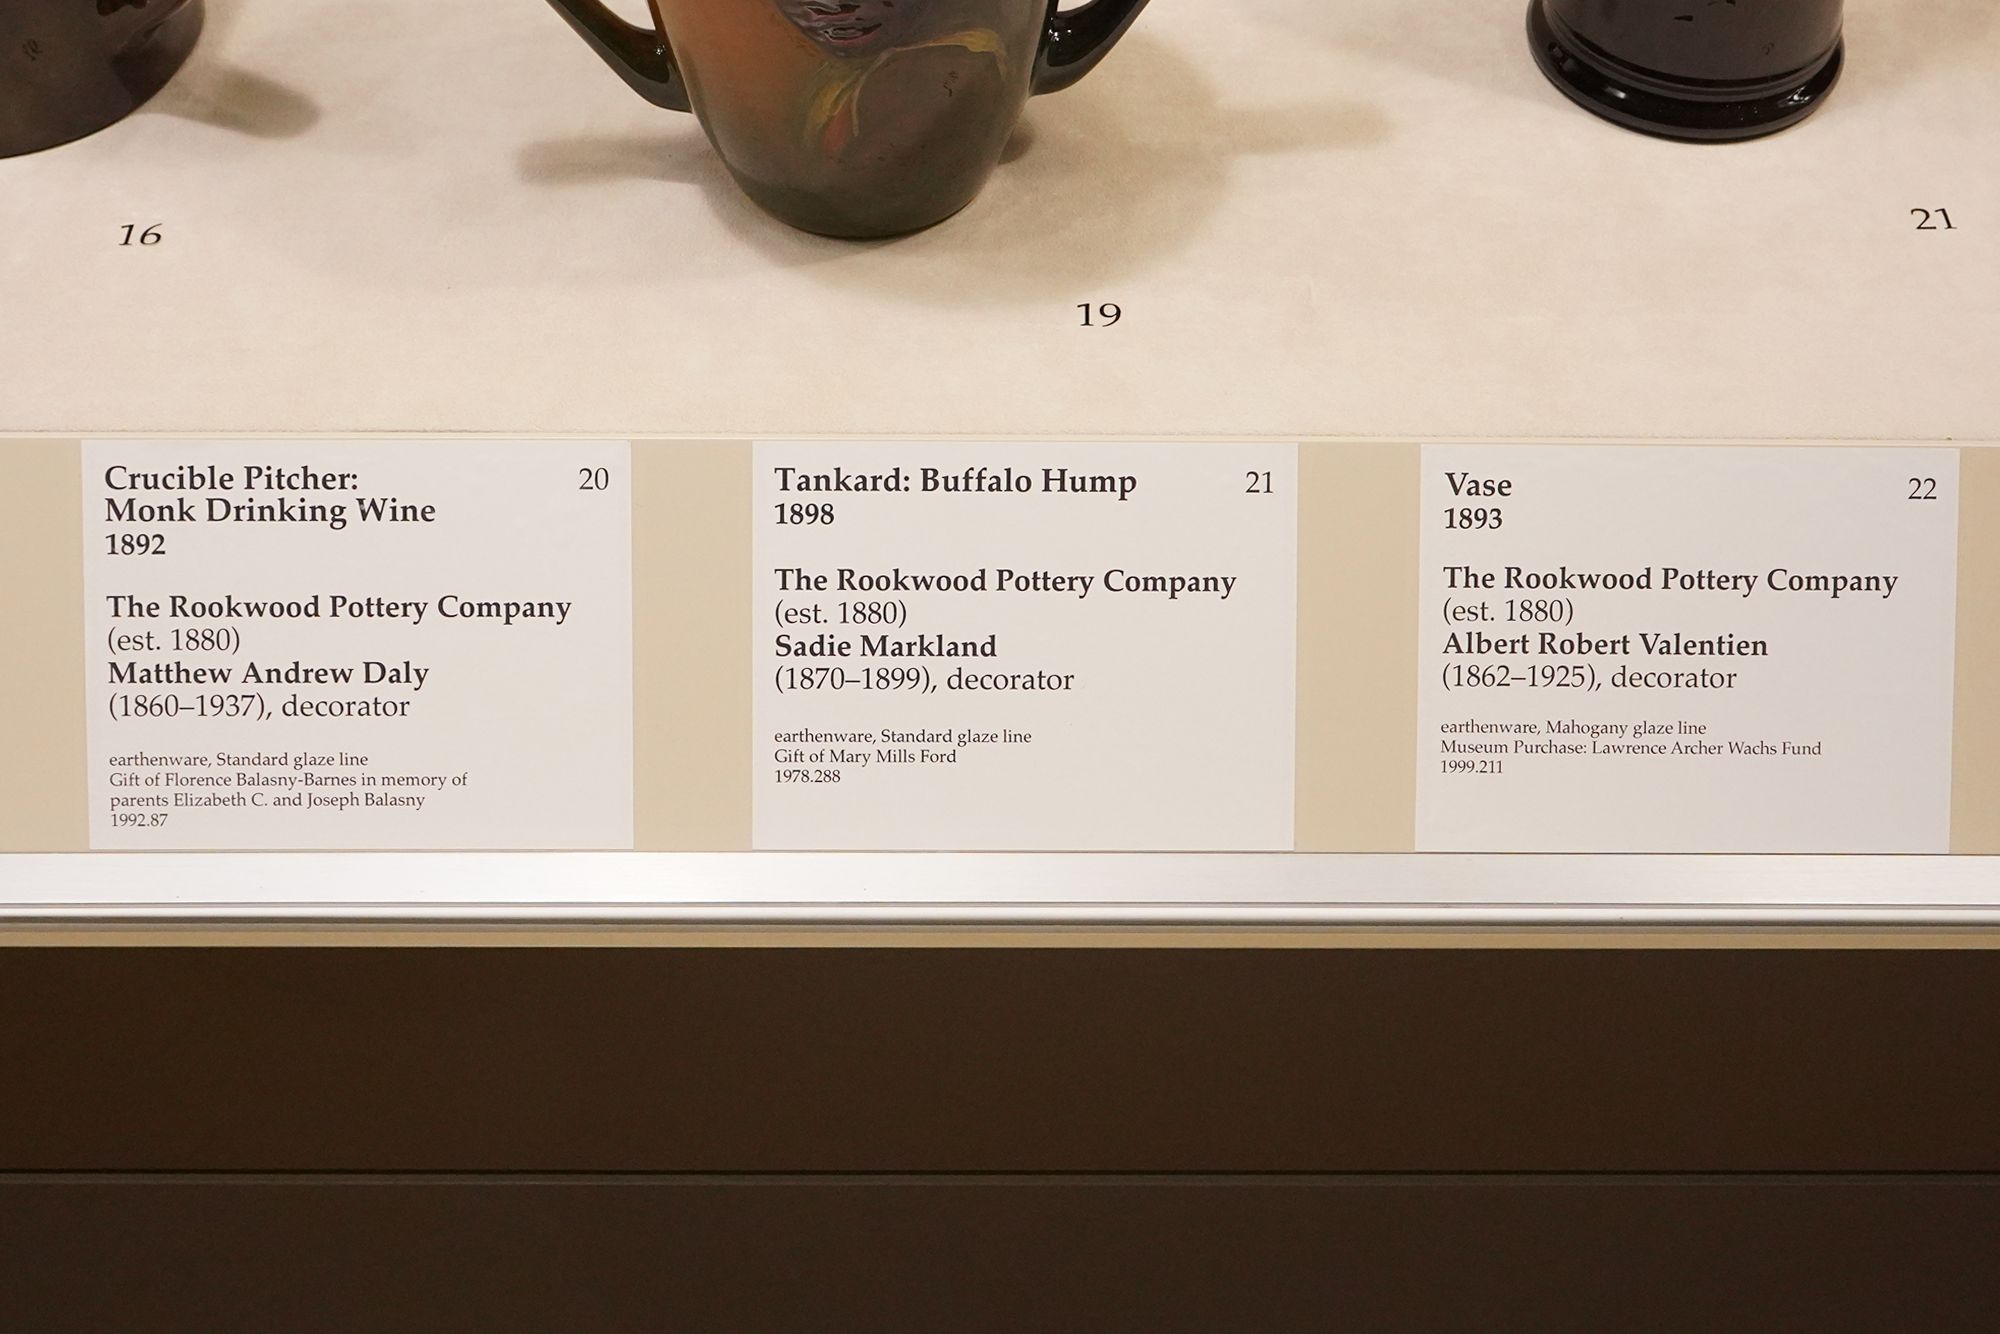 16
19
21
Crucible Pitcher: 20
Monk Drinking Wine
1892
The Rookwood Pottery Company
(est. 1880)
Matthew Andrew Daly
(1860–1937), decorator
earthenware, Standard glaze line
Gift of Florence Balasny-Barnes in memory of
parents Elizabeth C. and Joseph Balasny
1992.87
Tankard: Buffalo Hump 21
1898
The Rookwood Pottery Company
(est. 1880)
Sadie Markland
(1870–1899), decorator
earthenware, Standard glaze line
Gift of Mary Mills Ford
1978.288
Vase 22
1893
The Rookwood Pottery Company
(est. 1880)
Albert Robert Valentien
(1862–1925), decorator
earthenware, Mahogany glaze line
Museum Purchase: Lawrence Archer Wachs Fund
1999.211